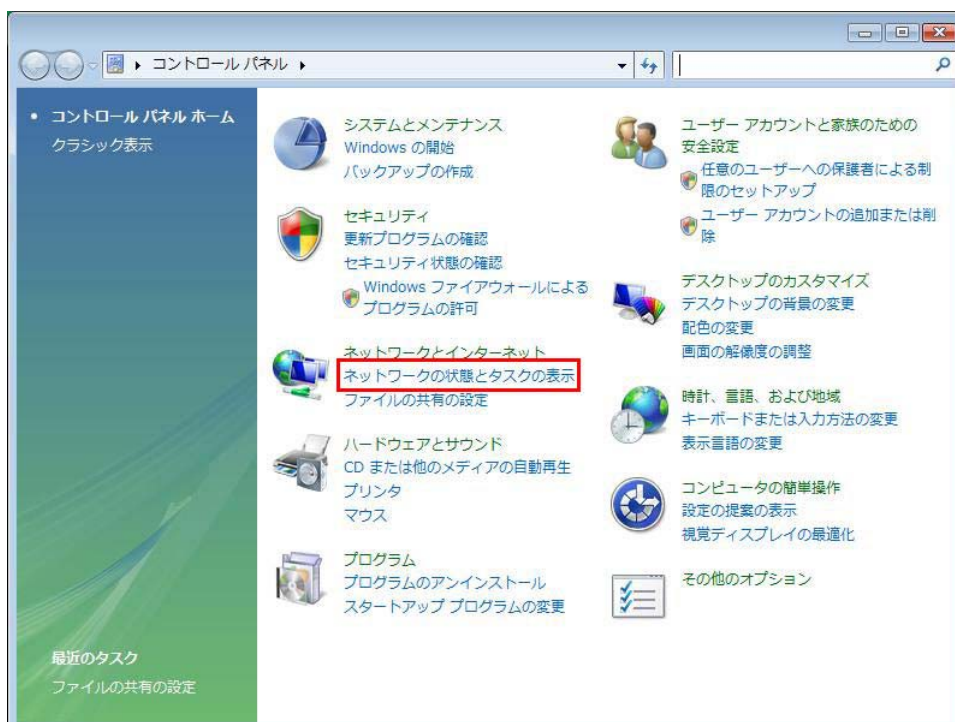 コントロール パネル
コントロール パネル ホーム
クラシック表示
システムとメンテナンス
Windows の開始
バックアップの作成
セキュリティ
更新プログラムの確認
セキュリティ状態の確認
Windows ファイアウォールによる
プログラムの許可
ネットワークとインターネット
ネットワークの状態とタスクの表示
ファイルの共有の設定
ハードウェアとサウンド
CD または他のメディアの自動再生
プリンタ
マウス
プログラム
プログラムのアンインストール
スタートアップ プログラムの変更
ユーザー アカウントと家族のための
安全設定
任意のユーザーへの保護者による制
限のセットアップ
ユーザー アカウントの追加または削
除
デスクトップのカスタマイズ
デスクトップの背景の変更
配色の変更
画面の解像度の調整
時計、言語、および地域
キーボードまたは入力方法の変更
表示言語の変更
コンピュータの簡単操作
設定の提案の表示
視覚ディスプレイの最適化
その他のオプション
最近のタスク
ファイルの共有の設定